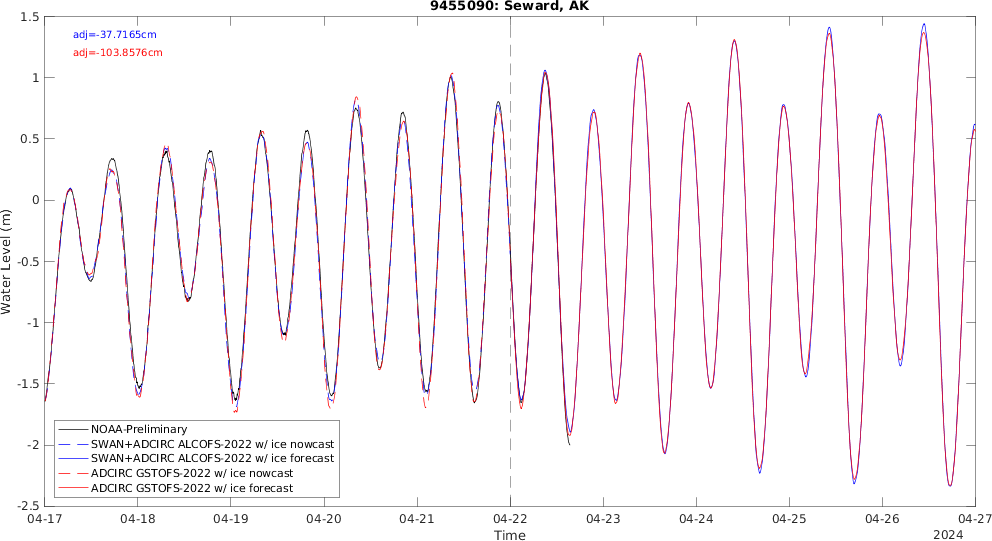 9455090: Seward, AK
adj=-37.7165cm
adj=-103.8576cm
1.5
1
0.5
0
-0.5
-1
-1.5
-2
-2.5
Water Level (m)
NOAA-Preliminary
SWAN+ADCIRC ALCOFS-2022 w/ ice nowcast
SWAN+ADCIRC ALCOFS-2022 w/ ice forecast
ADCIRC GSTOFS-2022 w/ ice nowcast
ADCIRC GSTOFS-2022 w/ ice forecast
04-17 04-18 04-19 04-20 04-21 04-22 04-23 04-24 04-25 04-26 04-27
Time
2024